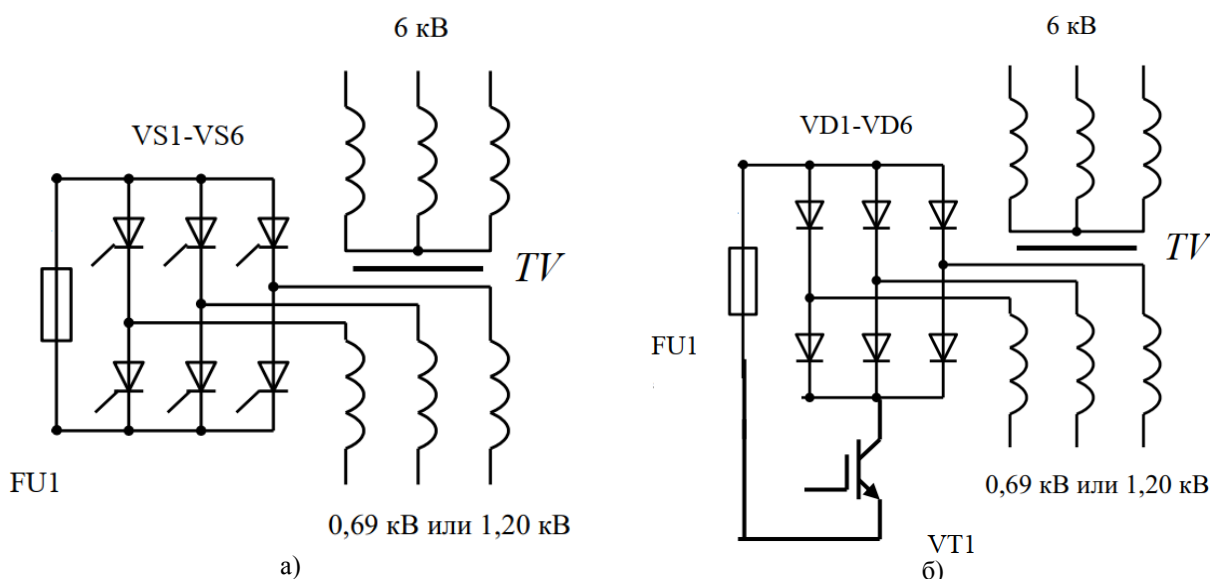 6 кВ
VS1-VS6
TV
FU1
0,69 кВ или 1,20 кВ
а)
6 кВ
VD1-VD6
TV
FU1
0,69 кВ или 1,20 кВ
VT1
б)